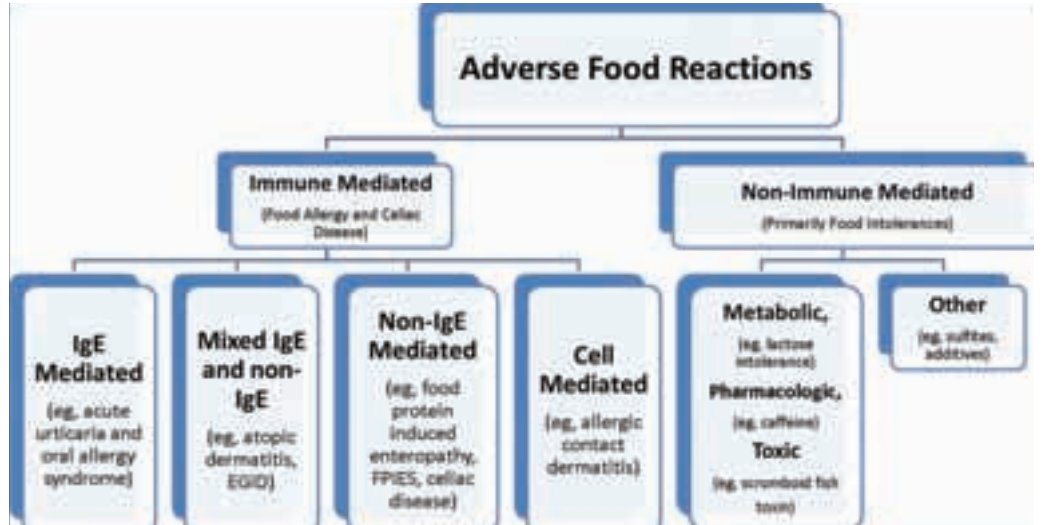 Adverse Food Reactions
Immune Mediated
(Food Allergy and Celiac
Disease)
Non-Immune Mediated
(Primarily Food Intolerances)
IgE
Mediated
(eg, acute
urticaria and
oral allergy
syndrome)
Mixed IgE
and non-
IgE
(eg, atopic
dermatitis,
EGID)
Non-IgE
Mediated
(eg, food
protein
induced
enteropathy,
FPIES, celiac
disease)
Cell
Mediated
(eg, allergic
contact
dermatitis)
Metabolic,
(eg, lactose
intolerance)
Pharmacologic,
(eg, caffeine)
Toxic
(eg, scromboid fish
toxin)
Other
(eg, sulfites,
additives)